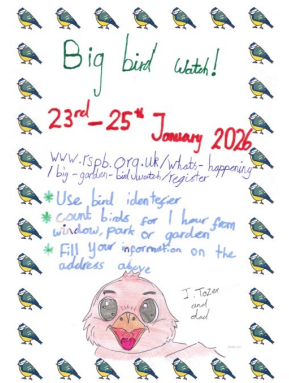 Big bird watch!
23rd-25th January 2026
www.rspb.org.uk/whats-happening
/big-garden-birdwatch/register
* Use bird identefier
* count birds for 1 hour from
window, park or garden
* Fill your information on the
address above
J. Tozer
and
dad